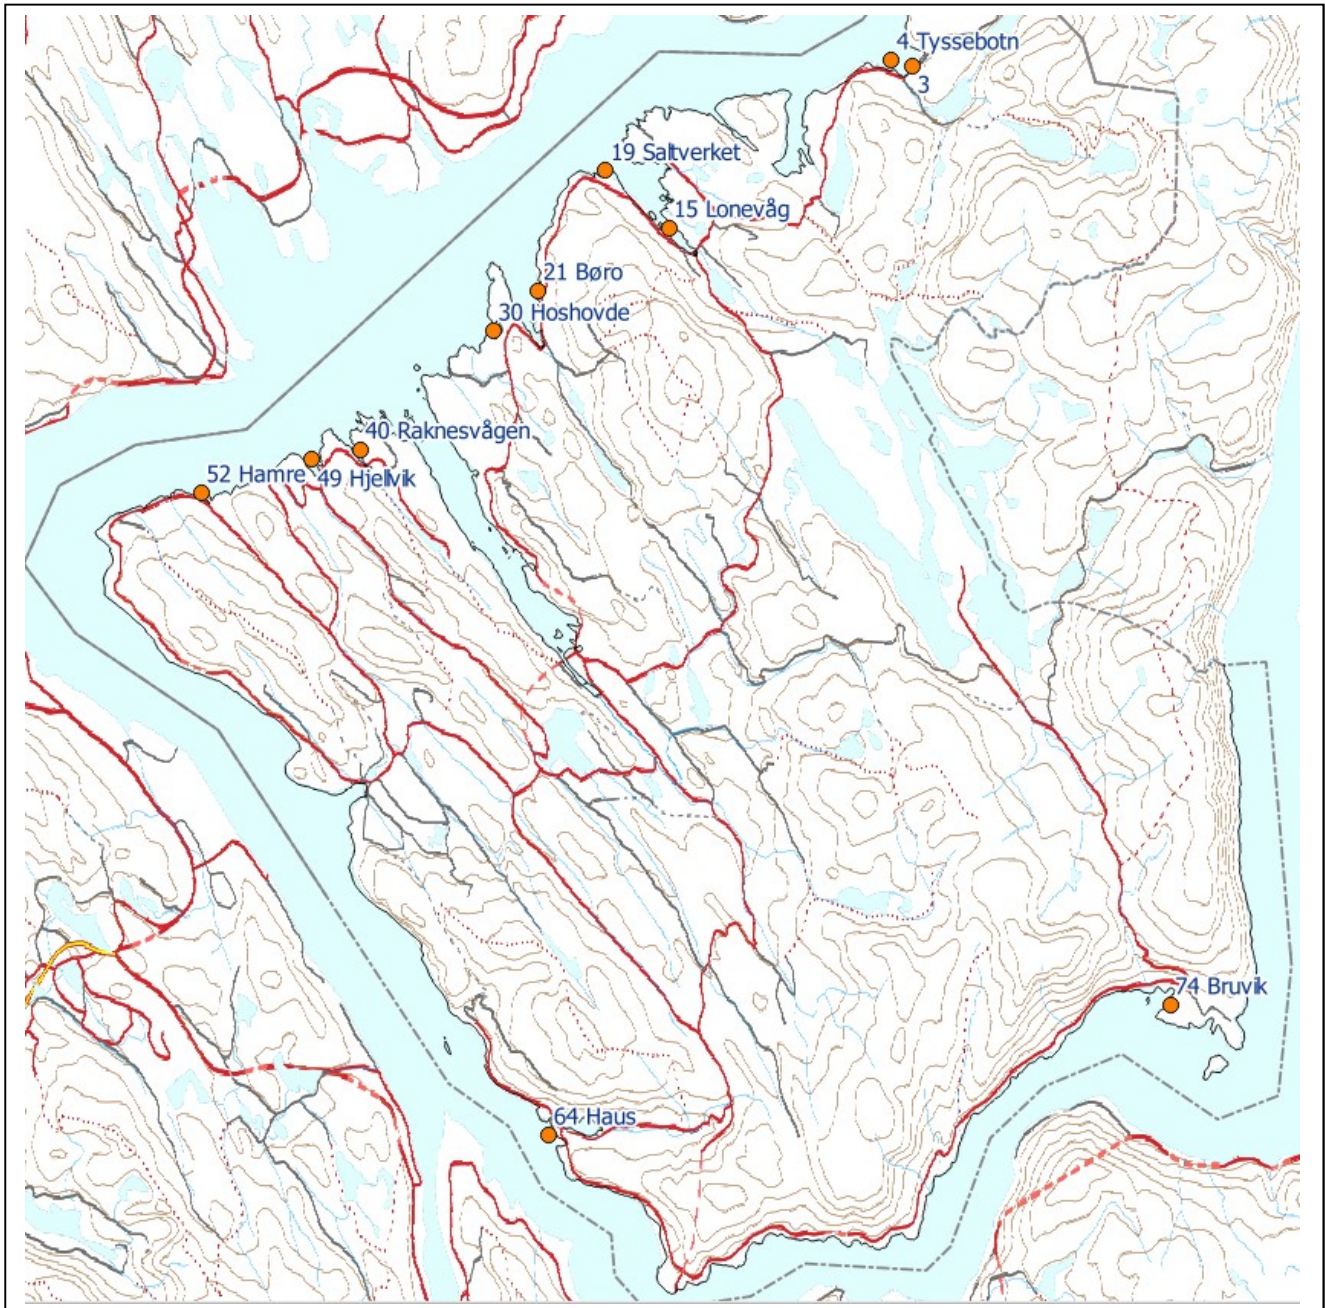 4 Tyssebotn
3
19 Saltverket
15 Lonevåg
21 Børo
30 Hoshovde
40 Raknesvågen
52 Hamre
49 Hjellvik
74 Bruvik
64 Haus